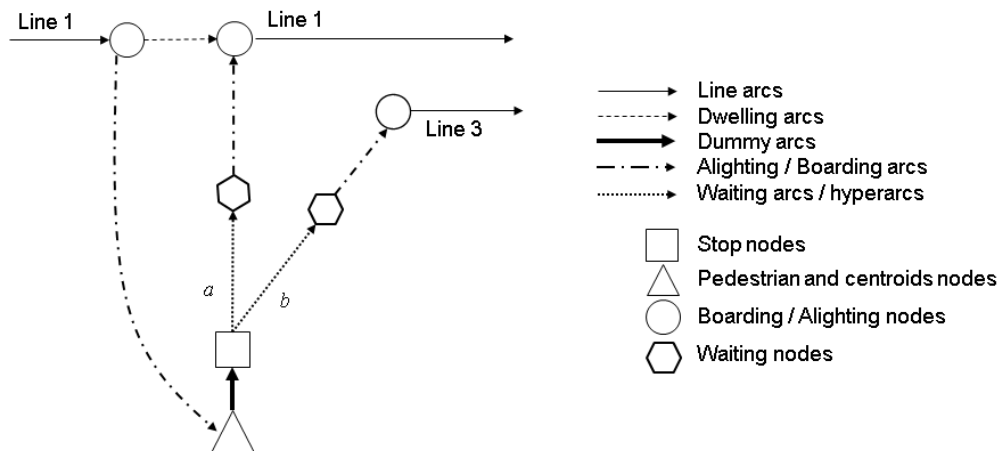 Line 1
Line 1
Line 3
a
b
Line arcs
Dwelling arcs
Dummy arcs
Alighting / Boarding arcs
Waiting arcs / hyperarcs
Stop nodes
Pedestrian and centroids nodes
Boarding / Alighting nodes
Waiting nodes